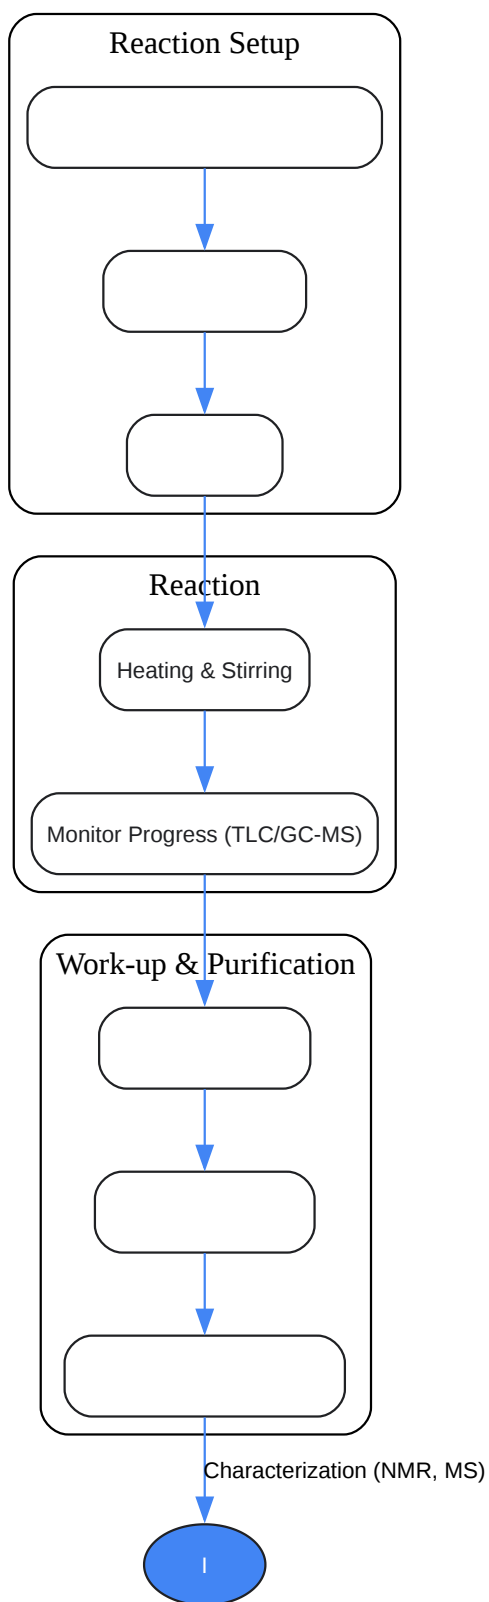 Reaction Setup
Reaction
Heating & Stirring
Monitor Progress (TLC/GC-MS)
Work-up & Purification
Characterization (NMR, MS)
I